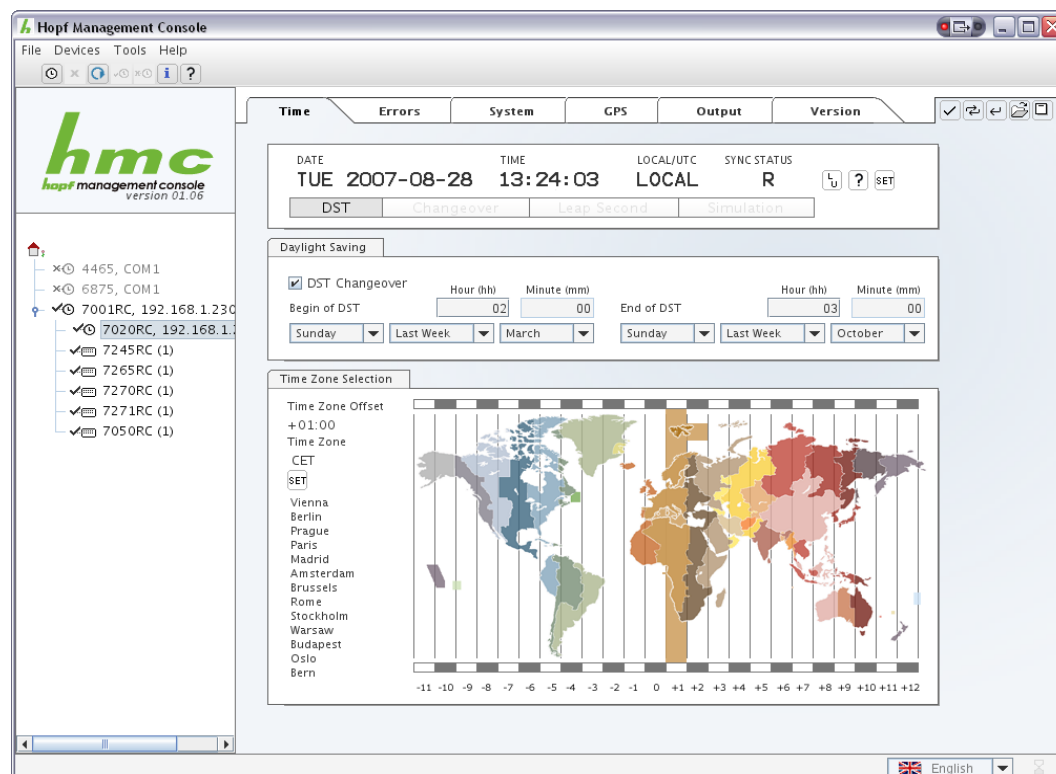 Hopf Management Console
File Devices Tools Help
hmc
hopf management console
version 01.06
4465, COM1
6875, COM1
7001RC, 192.168.1.230
7020RC, 192.168.1.
7245RC (1)
7265RC (1)
7270RC (1)
7271RC (1)
7050RC (1)
Time Errors System GPS Output Version
DATE TIME LOCAL/UTC SYNC STATUS
TUE 2007-08-28 13:24:03 LOCAL R L U ? SET
DST Changeover Leap Second Simulation
Daylight Saving
DST Changeover
Hour (hh) Minute (mm) Hour (hh) Minute (mm)
Begin of DST 02 00 End of DST 03 00
Sunday Last Week March Sunday Last Week October
Time Zone Selection
Time Zone Offset
+01:00
Time Zone
CET
SET
Vienna
Berlin
Prague
Paris
Madrid
Amsterdam
Brussels
Rome
Stockholm
Warsaw
Budapest
Oslo
Bern
-11 -10 -9 -8 -7 -6 -5 -4 -3 -2 -1 0 +1 +2 +3 +4 +5 +6 +7 +8 +9 +10 +11 +12
English